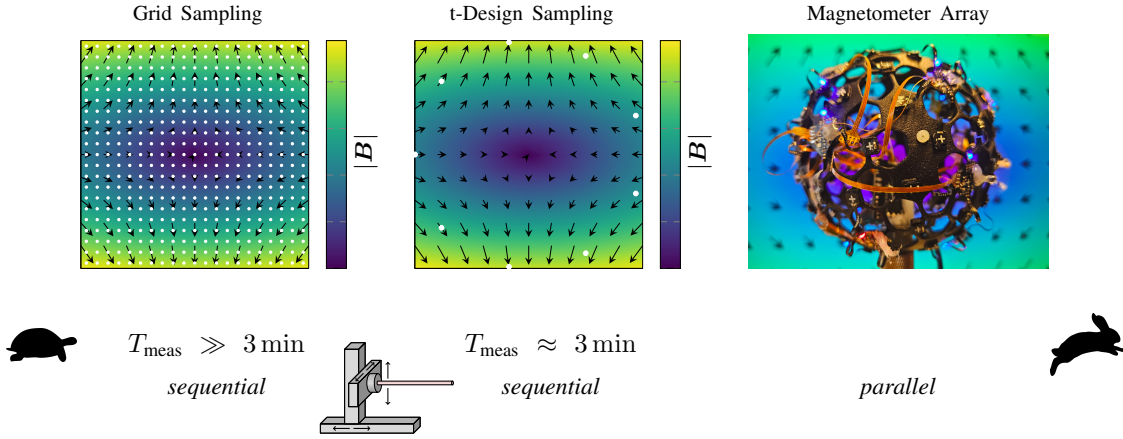 Grid Sampling
t-Design Sampling
Magnetometer Array
|B|
|B|
T_meas ≫ 3 min
T_meas ≈ 3 min
sequential
sequential
parallel